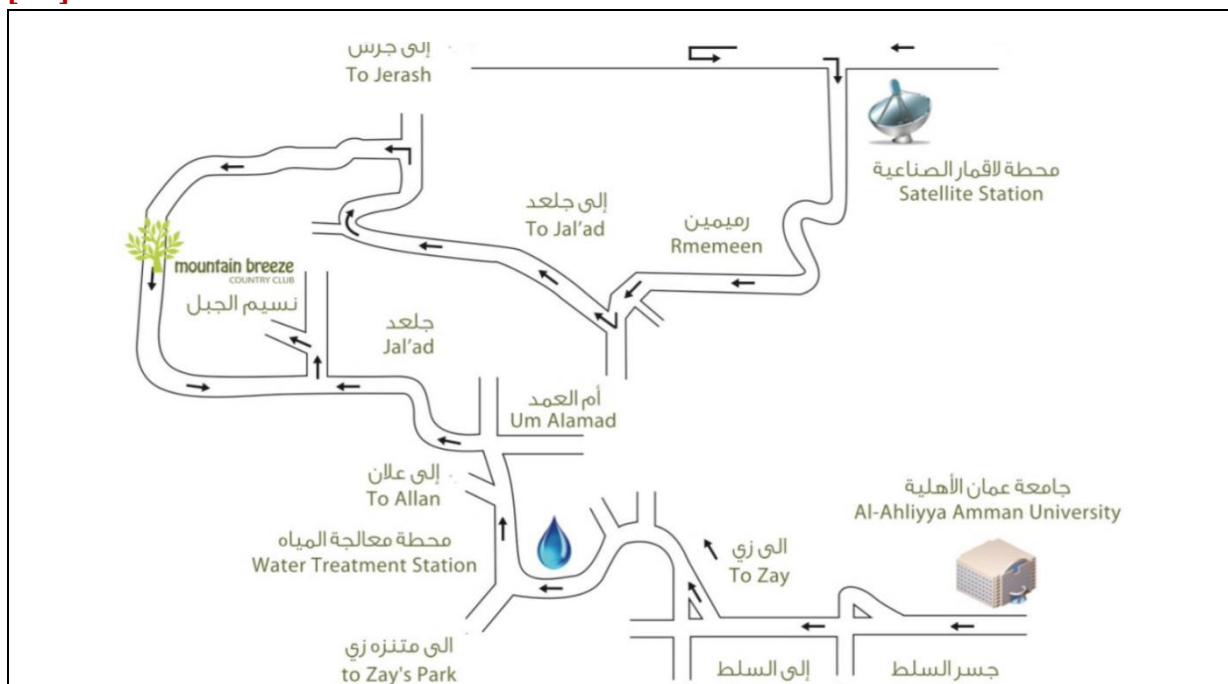 إلى جرش
To Jerash
محطة لاقمار الصناعية
Satellite Station
إلى جلعد
To Jal'ad
رميمين
Rmemeen
mountain breeze
COUNTRY CLUB
نسيم الجبل
جلعد
Jal'ad
أم العمد
Um Alamad
إلى علان
To Allan
جامعة عمان الأهلية
Al-Ahliyya Amman University
محطة معالجة المياه
Water Treatment Station
الى زي
To Zay
الى متنزه زي
to Zay's Park
إلى السلط
جسر السلط